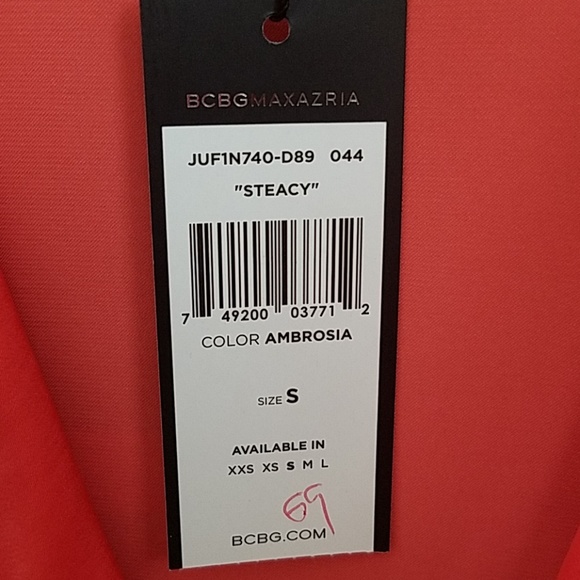 BCBGMAXAZRIA
JUF1N740-D89 044
"STEACY"
7 49200 03771 2
COLOR AMBROSIA
SIZE S
AVAILABLE IN
XXS XS S M L
69
BCBG.COM